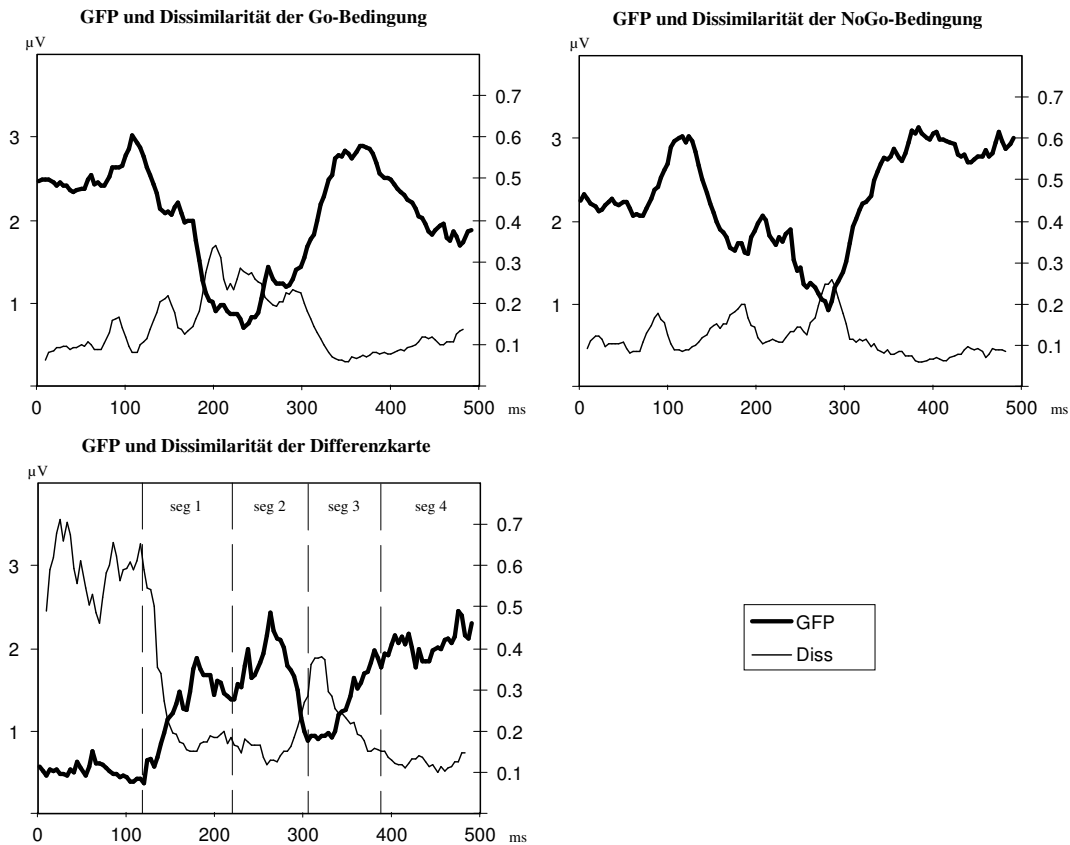 GFP und Dissimilarität der Go-Bedingung
µV
3
2
1
0.7
0.6
0.5
0.4
0.3
0.2
0.1
0 100 200 300 400 500 ms
GFP und Dissimilarität der NoGo-Bedingung
µV
3
2
1
0.7
0.6
0.5
0.4
0.3
0.2
0.1
0 100 200 300 400 500 ms
GFP und Dissimilarität der Differenzkarte
µV
seg 1 seg 2 seg 3 seg 4
3
2
1
0.7
0.6
0.5
0.4
0.3
0.2
0.1
0 100 200 300 400 500 ms
GFP
Diss